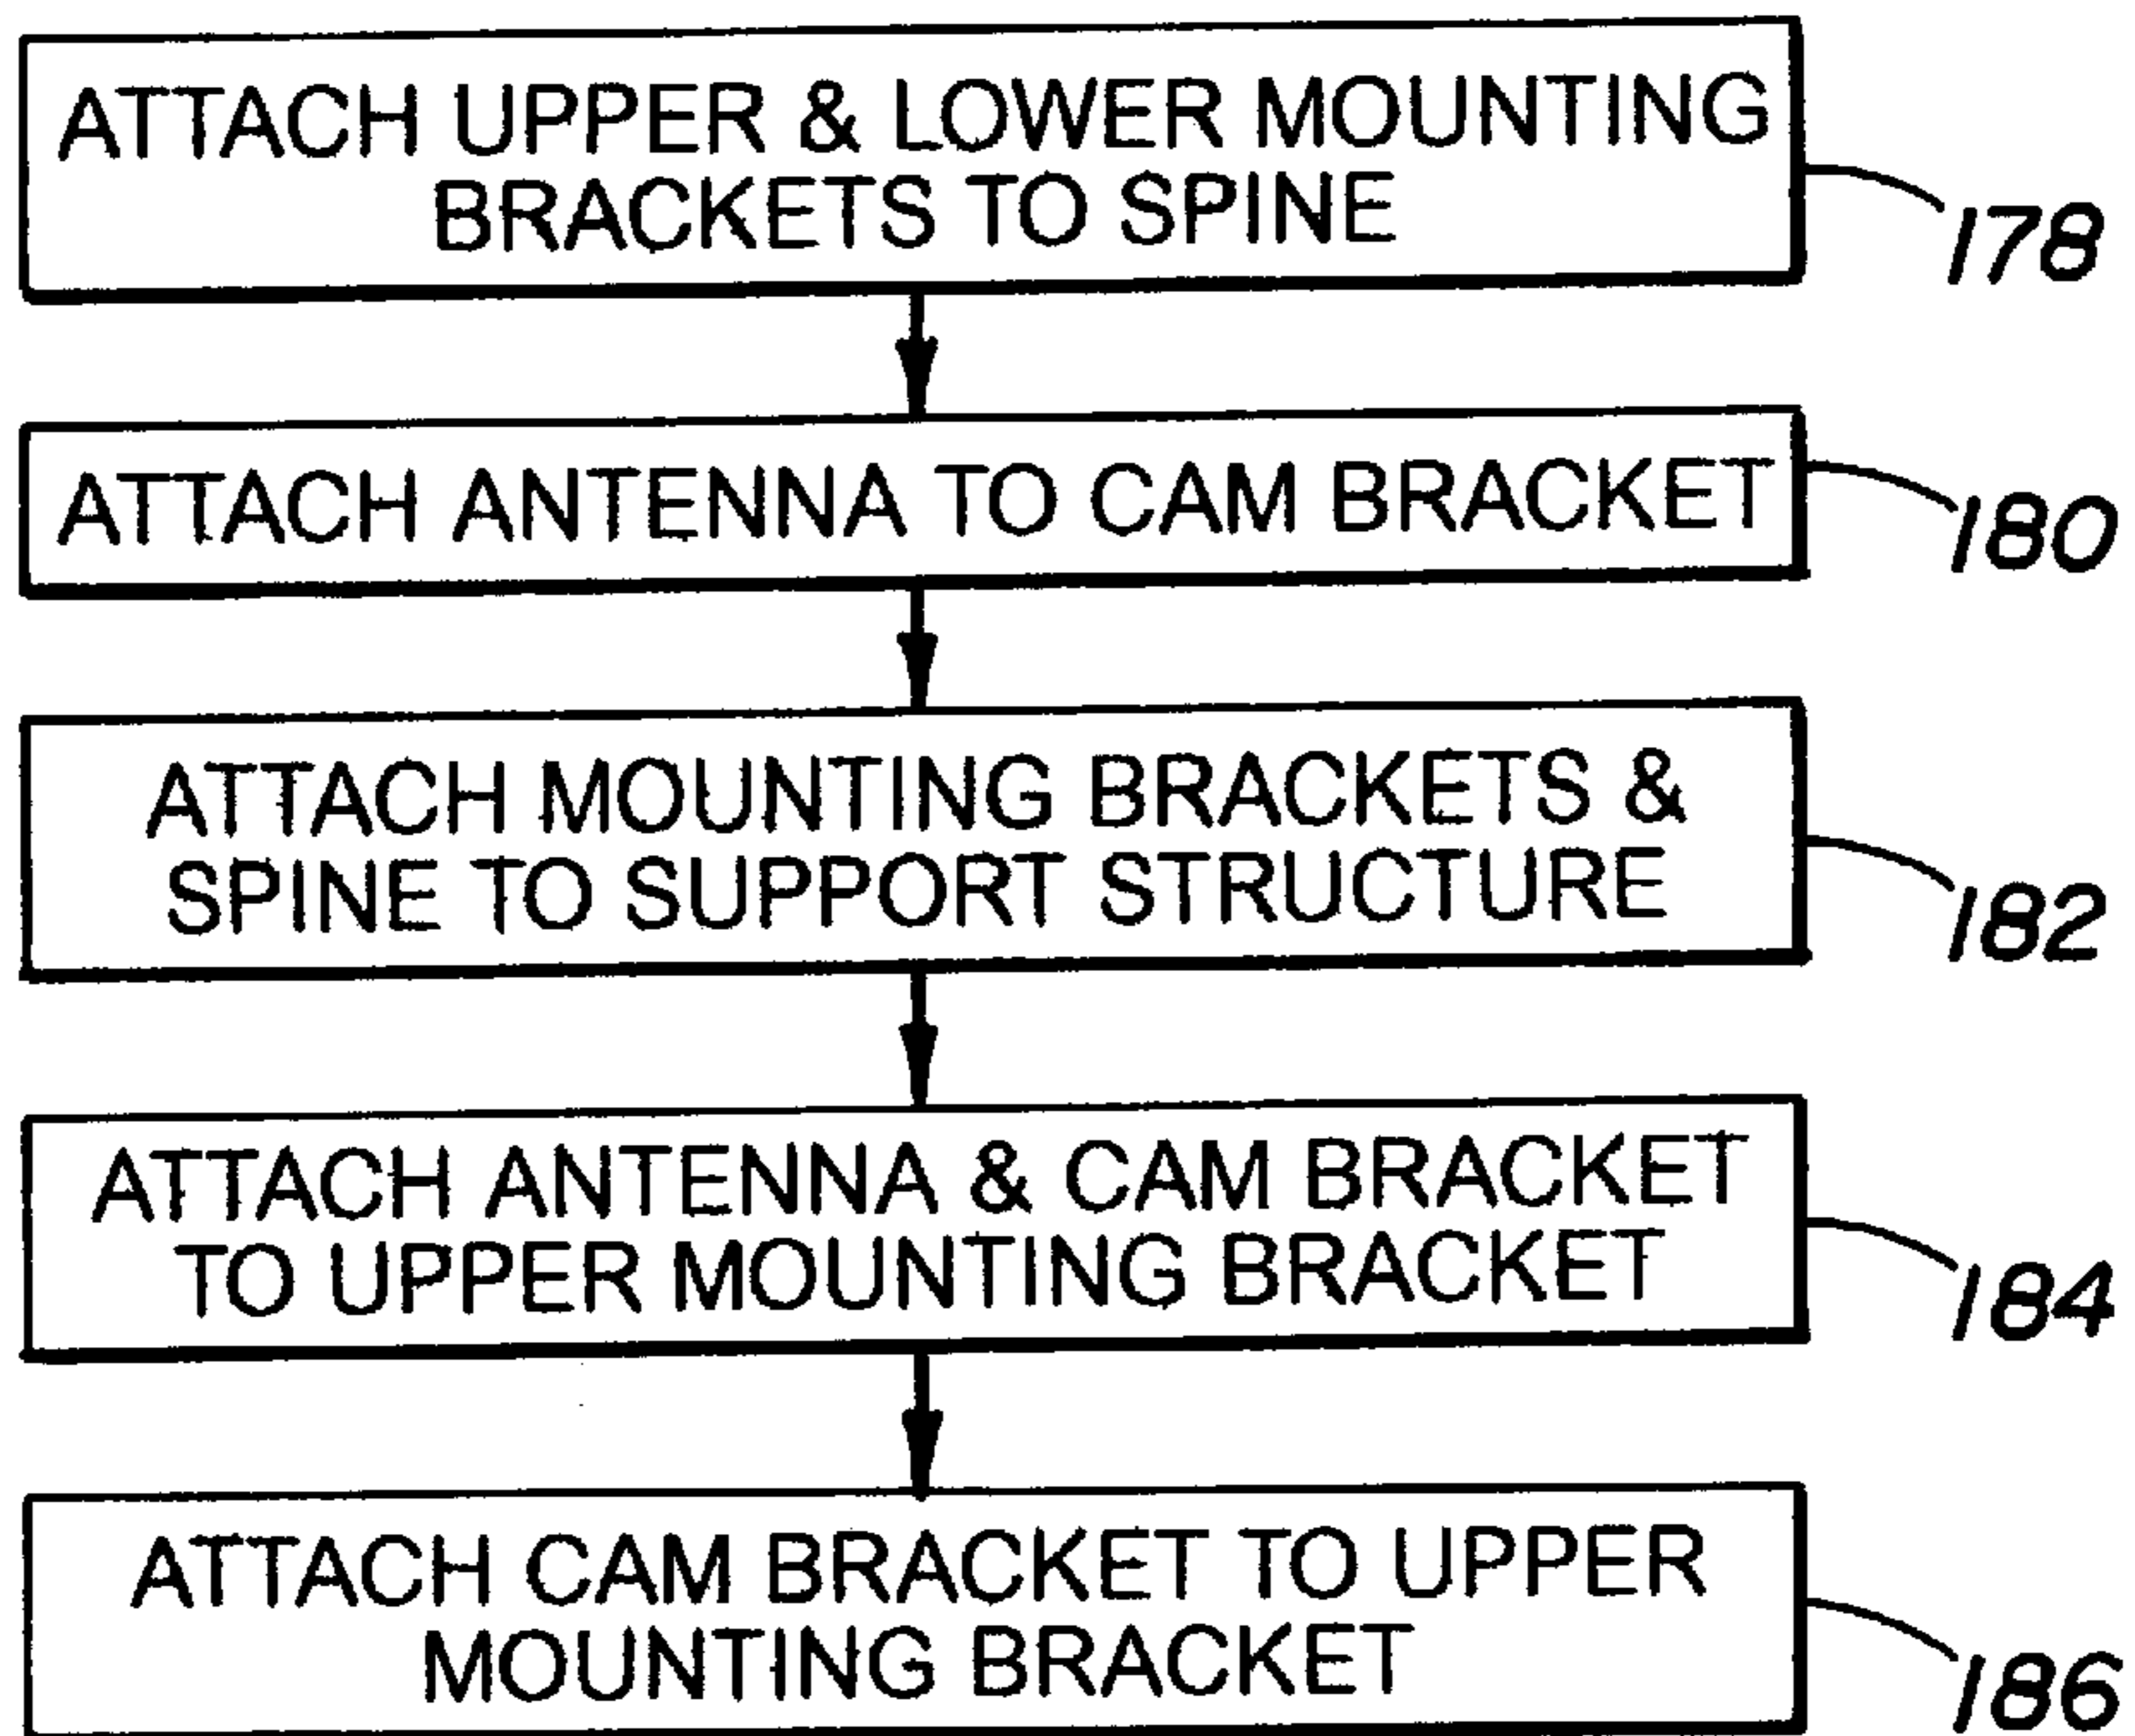 ATTACH UPPER & LOWER MOUNTING
BRACKETS TO SPINE
178
ATTACH ANTENNA TO CAM BRACKET
180
ATTACH MOUNTING BRACKETS &
SPINE TO SUPPORT STRUCTURE
182
ATTACH ANTENNA & CAM BRACKET
TO UPPER MOUNTING BRACKET
184
ATTACH CAM BRACKET TO UPPER
MOUNTING BRACKET
186